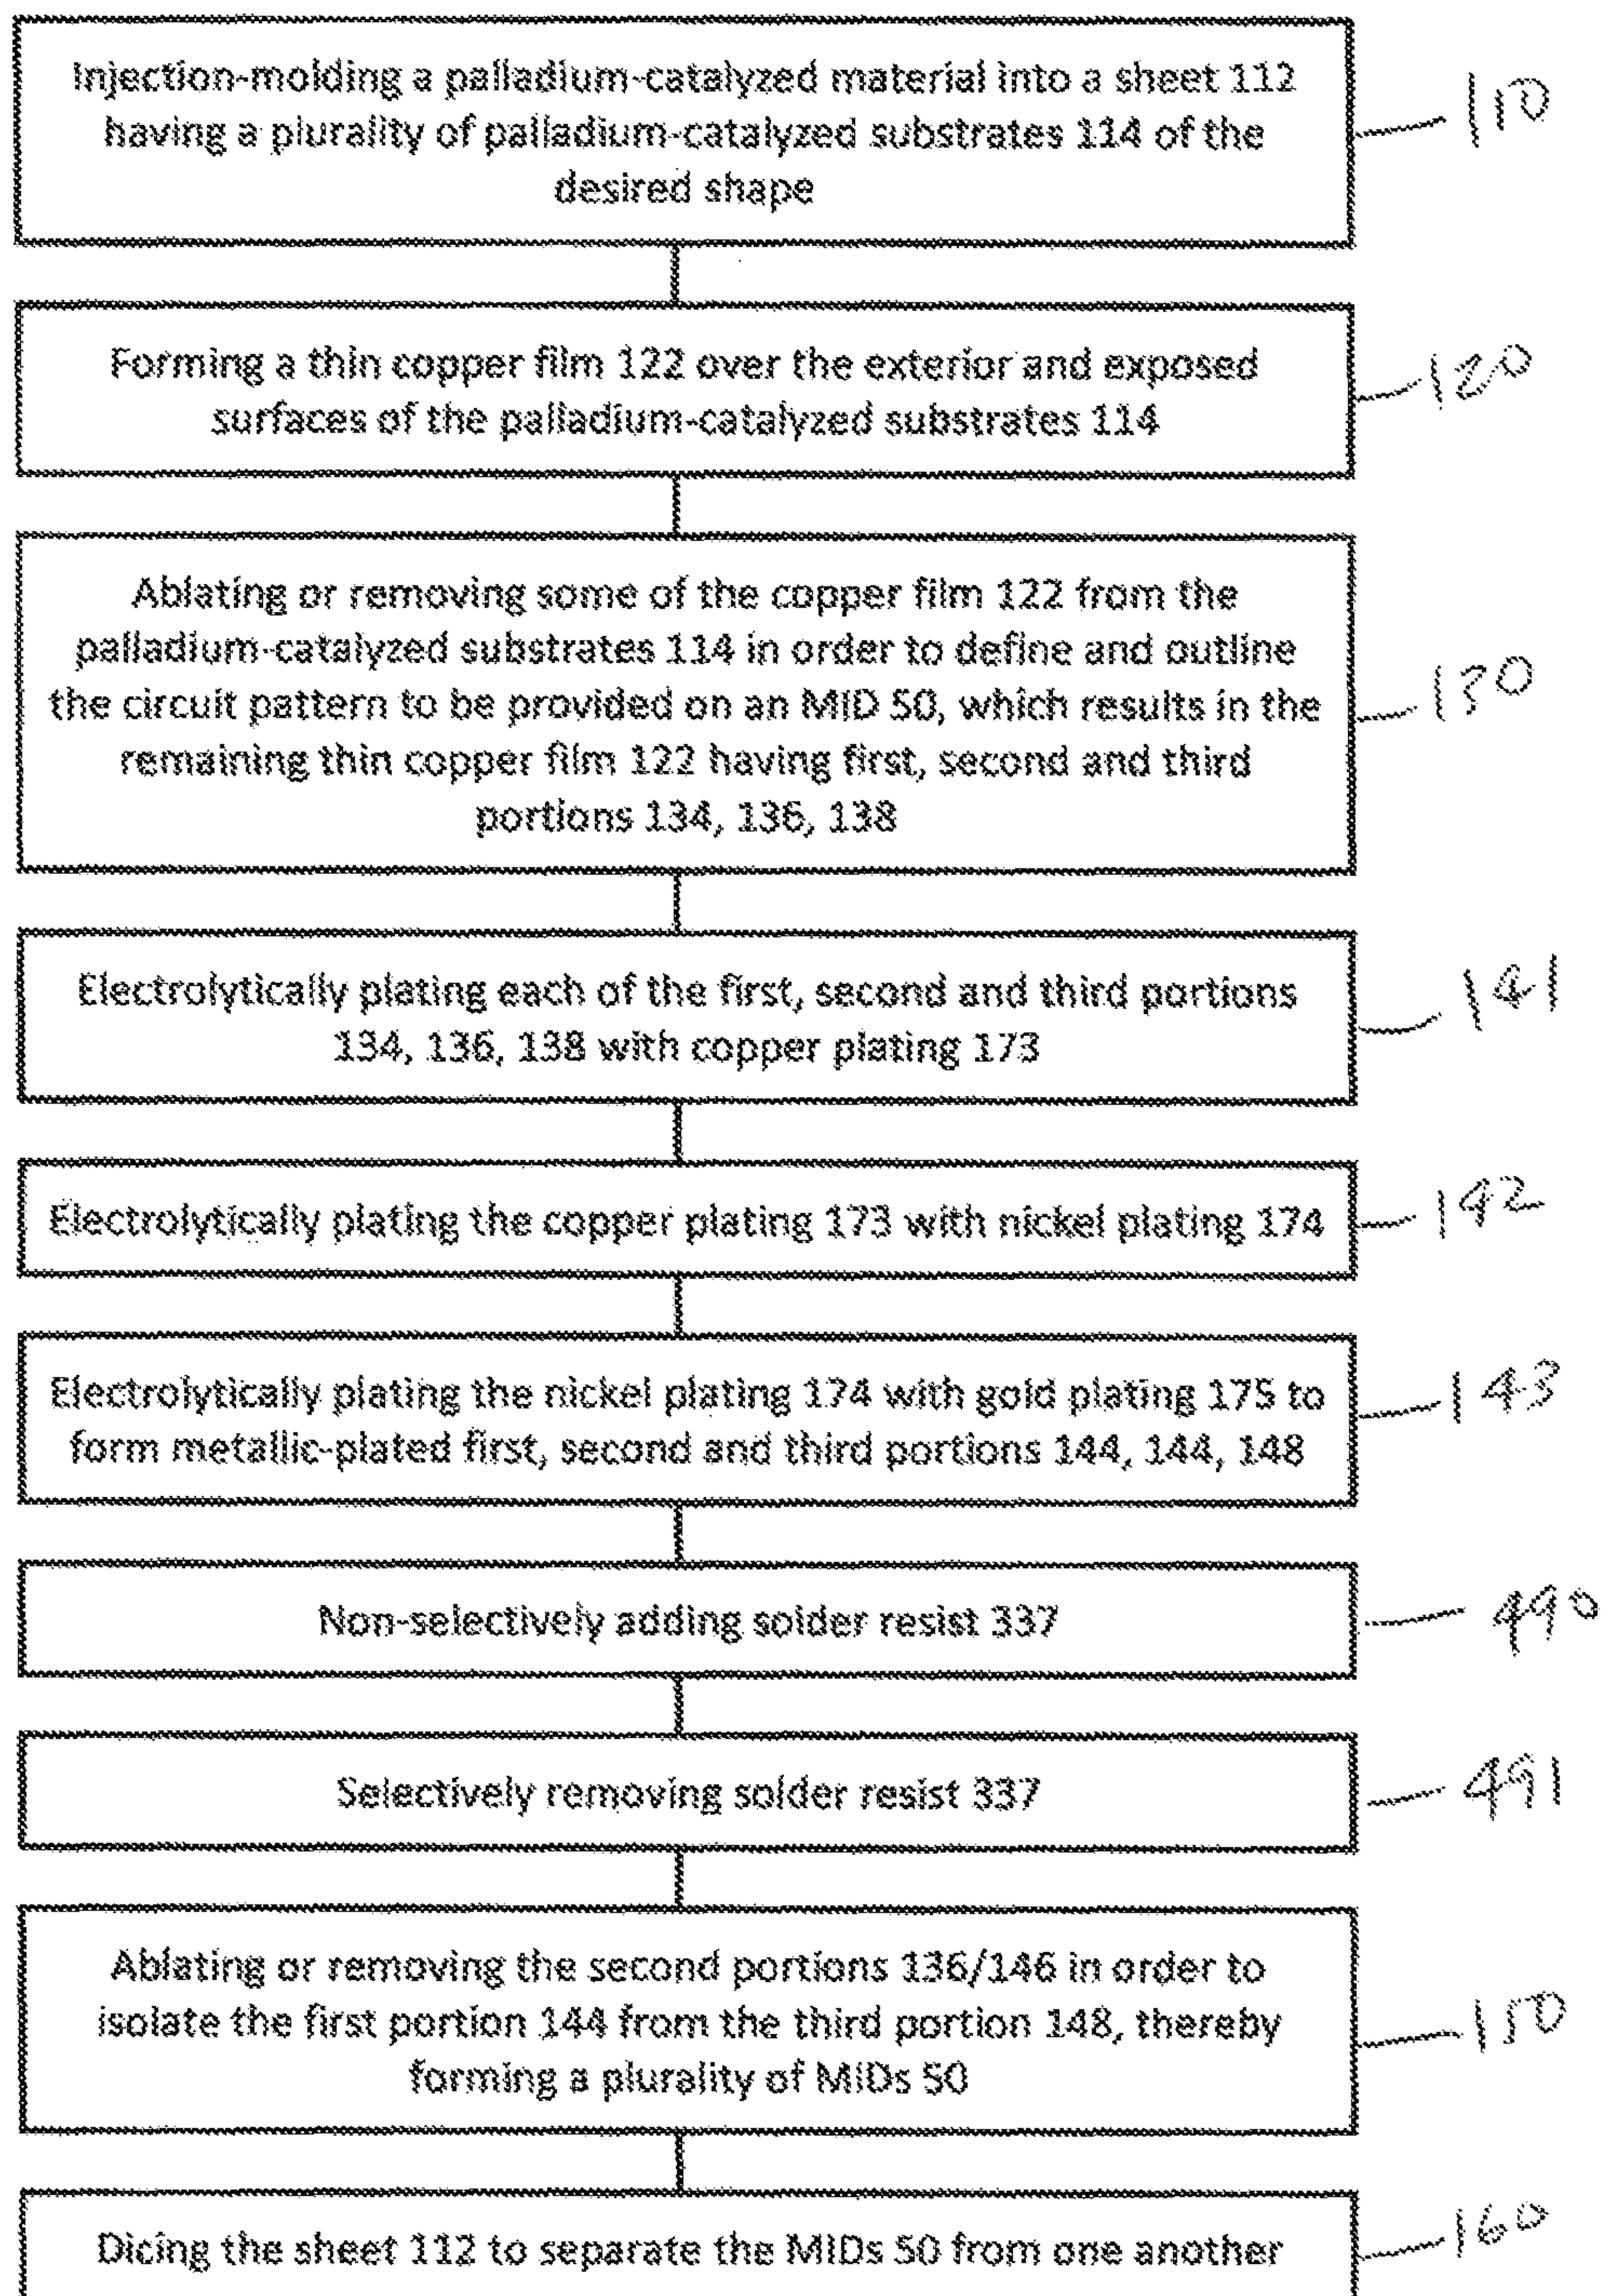 Injection-molding a palladium-catalyzed material into a sheet 112
having a plurality of palladium-catalyzed substrates 114 of the
desired shape
110
Forming a thin copper film 122 over the exterior and exposed
surfaces of the palladium-catalyzed substrates 114
120
Ablating or removing some of the copper film 122 from the
palladium-catalyzed substrates 114 in order to define and outline
the circuit pattern to be provided on an MID 50, which results in the
remaining thin copper film 122 having first, second and third
portions 134, 136, 138
130
Electrolytically plating each of the first, second and third portions
134, 136, 138 with copper plating 173
141
Electrolytically plating the copper plating 173 with nickel plating 174
142
Electrolytically plating the nickel plating 174 with gold plating 175 to
form metallic-plated first, second and third portions 144, 144, 148
143
Non-selectively adding solder resist 337
490
Selectively removing solder resist 337
491
Ablating or removing the second portions 136/146 in order to
isolate the first portion 144 from the third portion 148, thereby
forming a plurality of MIDs 50
150
Dicing the sheet 112 to separate the MIDs 50 from one another
160